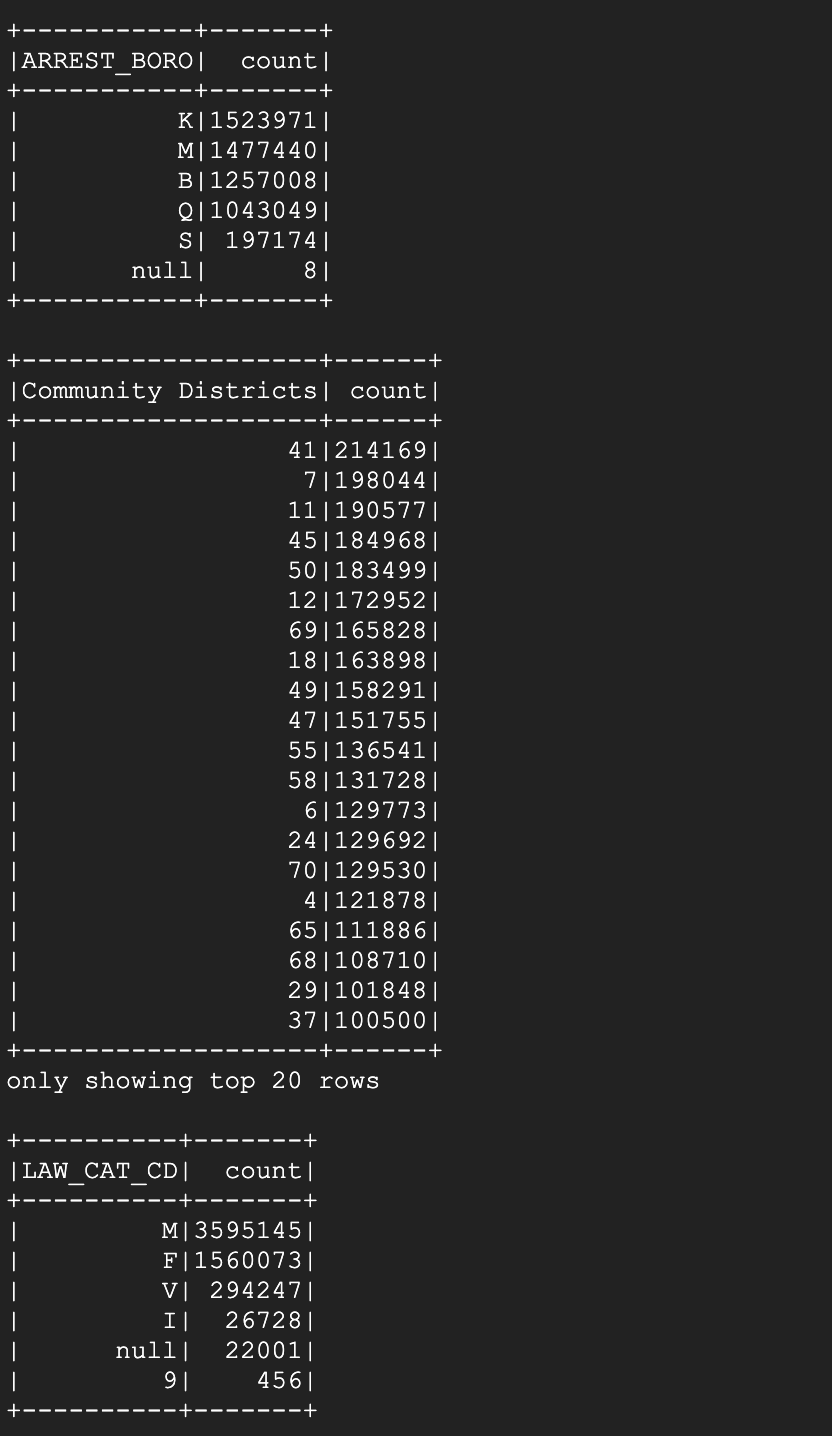 +-----------+-------+
|ARREST_BORO|  count|
+-----------+-------+
|          K|1523971|
|          M|1477440|
|          B|1257008|
|          Q|1043049|
|          S| 197174|
|       null|      8|
+-----------+-------+

+-------------------+------+
|Community Districts| count|
+-------------------+------+
|                 41|214169|
|                  7|198044|
|                 11|190577|
|                 45|184968|
|                 50|183499|
|                 12|172952|
|                 69|165828|
|                 18|163898|
|                 49|158291|
|                 47|151755|
|                 55|136541|
|                 58|131728|
|                  6|129773|
|                 24|129692|
|                 70|129530|
|                  4|121878|
|                 65|111886|
|                 68|108710|
|                 29|101848|
|                 37|100500|
+-------------------+------+
only showing top 20 rows

+----------+-------+
|LAW_CAT_CD|  count|
+----------+-------+
|         M|3595145|
|         F|1560073|
|         V| 294247|
|         I|  26728|
|      null|  22001|
|         9|    456|
+----------+-------+